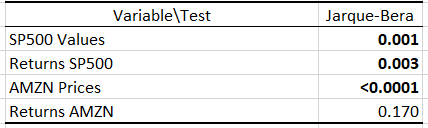 Variable\Test Jarque-Bera
SP500 Values 0.001
Returns SP500 0.003
AMZN Prices <0.0001
Returns AMZN 0.170